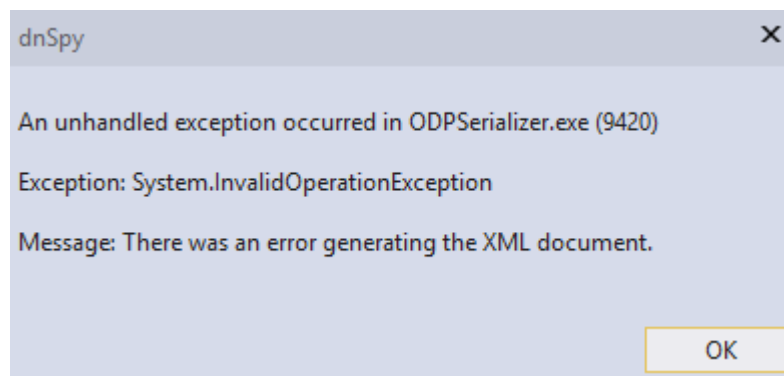 dnSpy
An unhandled exception occurred in ODPSerializer.exe (9420)
Exception: System.InvalidOperationException
Message: There was an error generating the XML document.
OK